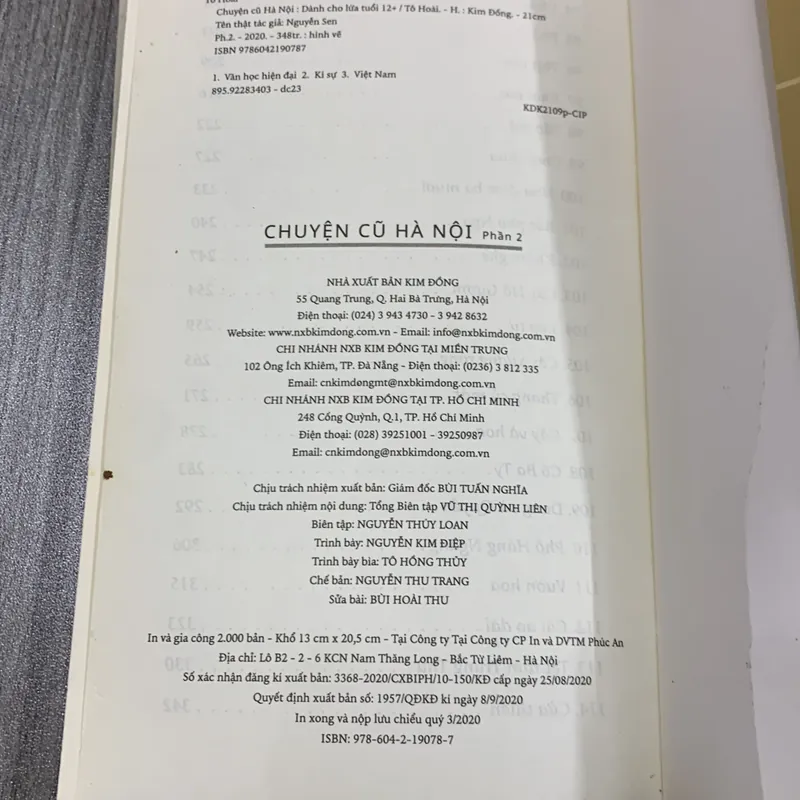 Tô Hoài
Chuyện cũ Hà Nội : Dành cho lứa tuổi 12+ / Tô Hoài. - H. : Kim Đồng. - 21cm
Tên thật tác giả: Nguyễn Sen
Ph.2. - 2020. - 348tr. : hình vẽ
ISBN 9786042190787
1. Văn học hiện đại 2. Kí sự 3. Việt Nam
895.92283403 - dc23
KDK2109p-CIP
CHUYỆN CŨ HÀ NỘI Phần 2
NHÀ XUẤT BẢN KIM ĐỒNG
55 Quang Trung, Q. Hai Bà Trưng, Hà Nội
Điện thoại: (024) 3 943 4730 - 3 942 8632
Website: www.nxbkimdong.com.vn - Email: info@nxbkimdong.com.vn
CHI NHÁNH NXB KIM ĐỒNG TẠI MIỀN TRUNG
102 Ông Ích Khiêm, TP. Đà Nẵng - Điện thoại: (0236) 3 812 335
Email: cnkimdongmt@nxbkimdong.com.vn
CHI NHÁNH NXB KIM ĐỒNG TẠI TP. HỒ CHÍ MINH
248 Cống Quỳnh, Q.1, TP. Hồ Chí Minh
Điện thoại: (028) 39251001 - 39250987
Email: cnkimdong@nxbkimdong.com.vn
Chịu trách nhiệm xuất bản: Giám đốc BÙI TUẤN NGHĨA
Chịu trách nhiệm nội dung: Tổng Biên tập VŨ THỊ QUỲNH LIÊN
Biên tập: NGUYỄN THÚY LOAN
Trình bày: NGUYỄN KIM ĐIỆP
Trình bày bìa: TÔ HỒNG THỦY
Chế bản: NGUYỄN THU TRANG
Sửa bài: BÙI HOÀI THU
In và gia công 2.000 bản - Khổ 13 cm x 20,5 cm - Tại Công ty Tại Công ty CP In và DVTM Phúc An
Địa chỉ: Lô B2 - 2 - 6 KCN Nam Thăng Long - Bắc Từ Liêm - Hà Nội
Số xác nhận đăng kí xuất bản: 3368-2020/CXBIPH/10-150/KĐ cấp ngày 25/08/2020
Quyết định xuất bản số: 1957/QĐKĐ kí ngày 8/9/2020
In xong và nộp lưu chiểu quý 3/2020
ISBN: 978-604-2-19078-7